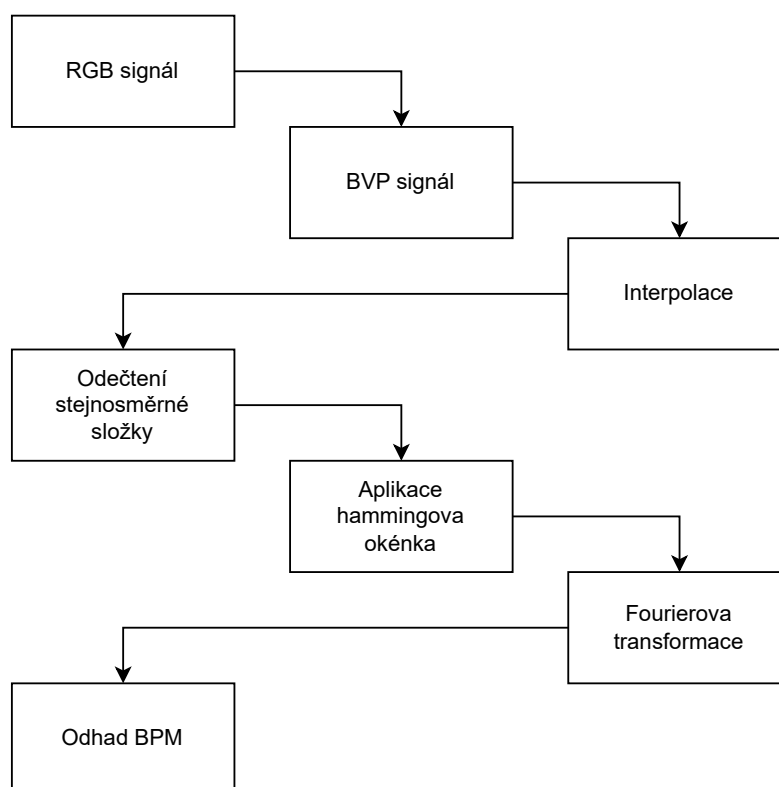 RGB signál
BVP signál
Interpolace
Odečtení
stejnosměrné
složky
Aplikace
hammingova
okénka
Fourierova
transformace
Odhad BPM